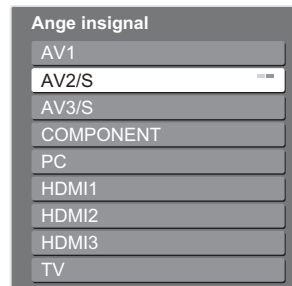 Ange insignal
AV1
AV2/S
AV3/S
COMPONENT
PC
HDMI1
HDMI2
HDMI3
TV